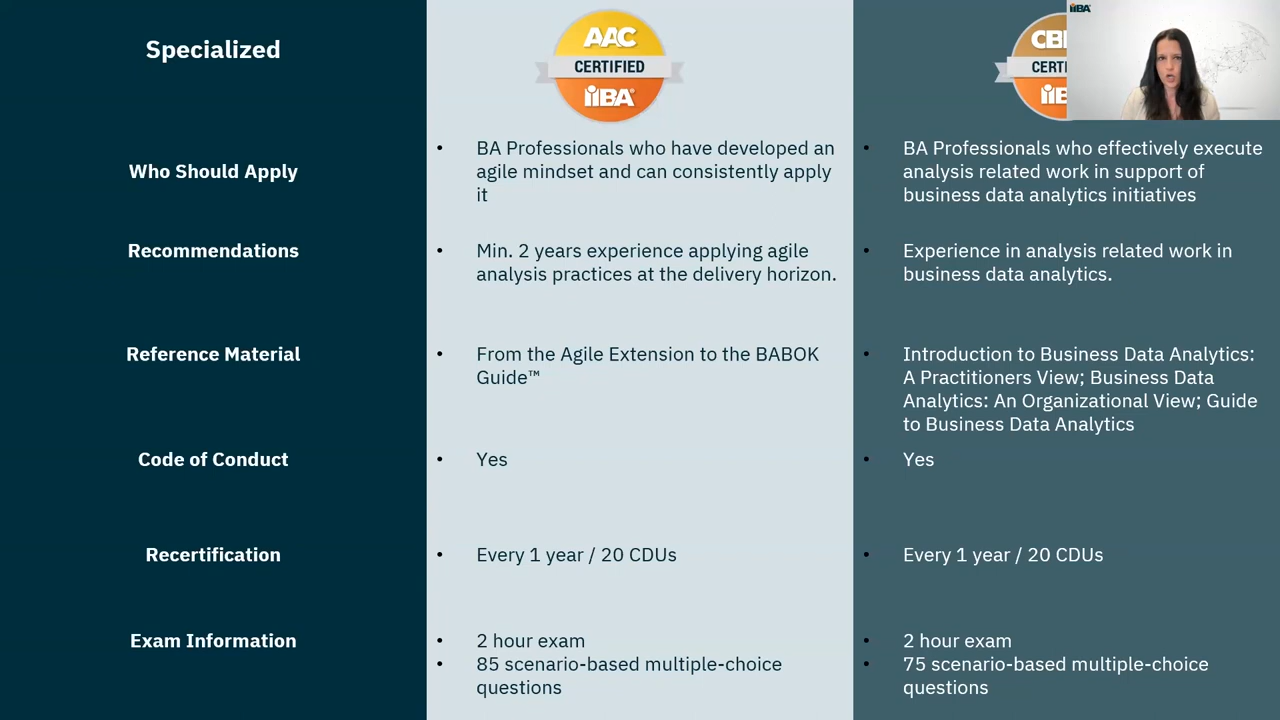 Specialized
AAC
CERTIFIED
iiBA®
iiBA
Who Should Apply
• BA Professionals who have developed an
agile mindset and can consistently apply
it
• BA Professionals who effectively execute
analysis related work in support of
business data analytics initiatives
Recommendations
• Min. 2 years experience applying agile
analysis practices at the delivery horizon.
• Experience in analysis related work in
business data analytics.
Reference Material
• From the Agile Extension to the BABOK
Guide™
• Introduction to Business Data Analytics:
A Practitioners View; Business Data
Analytics: An Organizational View; Guide
to Business Data Analytics
Code of Conduct
• Yes
• Yes
Recertification
• Every 1 year / 20 CDUs
• Every 1 year / 20 CDUs
Exam Information
• 2 hour exam
• 85 scenario-based multiple-choice
questions
• 2 hour exam
• 75 scenario-based multiple-choice
questions